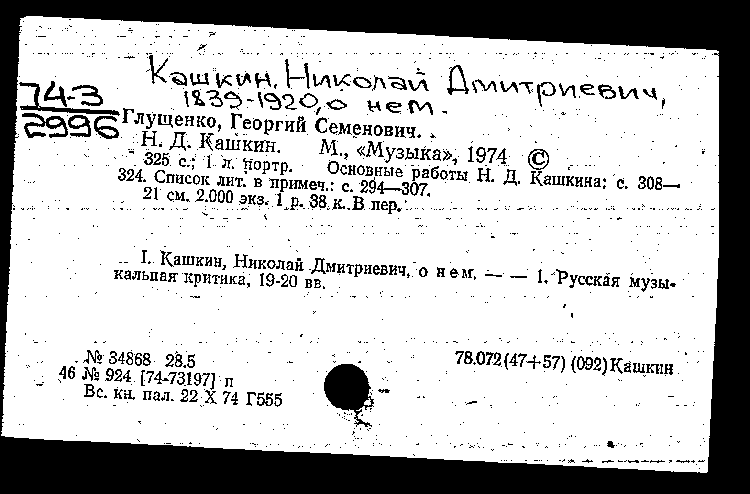 Кашкин, Николай Дмитриевич,
1839-1920, о нем.
74-3
2996
Глущенко, Георгий Семенович.
Н. Д. Кашкин. М., «Музыка», 1974 ©
325 с.; 1 л. портр. Основные работы Н. Д. Кашкина: с. 308—
324. Список лит. в примеч.: с. 294—307.
21 см. 2.000 экз. 1 р. 38 к. В пер.
I. Кашкин, Николай Дмитриевич, о нем. — — 1. Русская музы-
кальная критика, 19-20 вв.
№ 34868 28.5
46 № 924 [74-73197] п
Вс. кн. пал. 22 X 74 Г555
78.072(47+57) (092) Кашкин